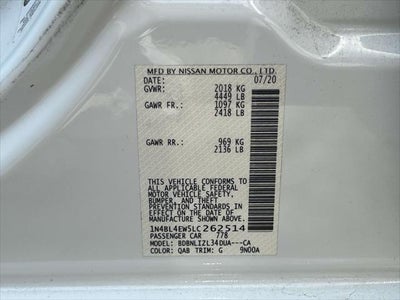 MFD BY NISSAN MOTOR CO., LTD.
DATE: 07/20
GVWR: 2018 KG
4449 LB
GAWR FR.: 1097 KG
2418 LB
GAWR RR.: 969 KG
2136 LB
THIS VEHICLE CONFORMS TO
ALL APPLICABLE FEDERAL
MOTOR VEHICLE SAFETY,
BUMPER, AND THEFT
PREVENTION STANDARDS IN
EFFECT ON THE DATE OF
MANUFACTURE SHOWN ABOVE.
1N4BL4EW5LC262514
PASSENGER CAR 778
MODEL: BDBNLIZL34DUA---CA
COLOR: QAB TRIM: G 9N00A